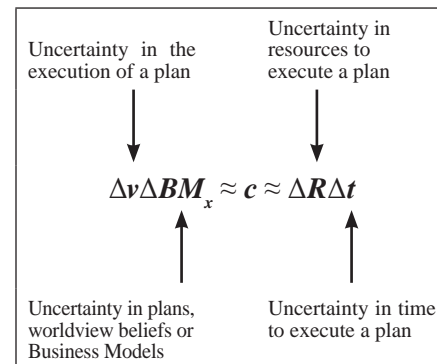 Uncertainty in the
execution of a plan
Uncertainty in
resources to
execute a plan
ΔvΔBMₓ ≈ c ≈ ΔRΔt
Uncertainty in plans,
worldview beliefs or
Business Models
Uncertainty in time
to execute a plan